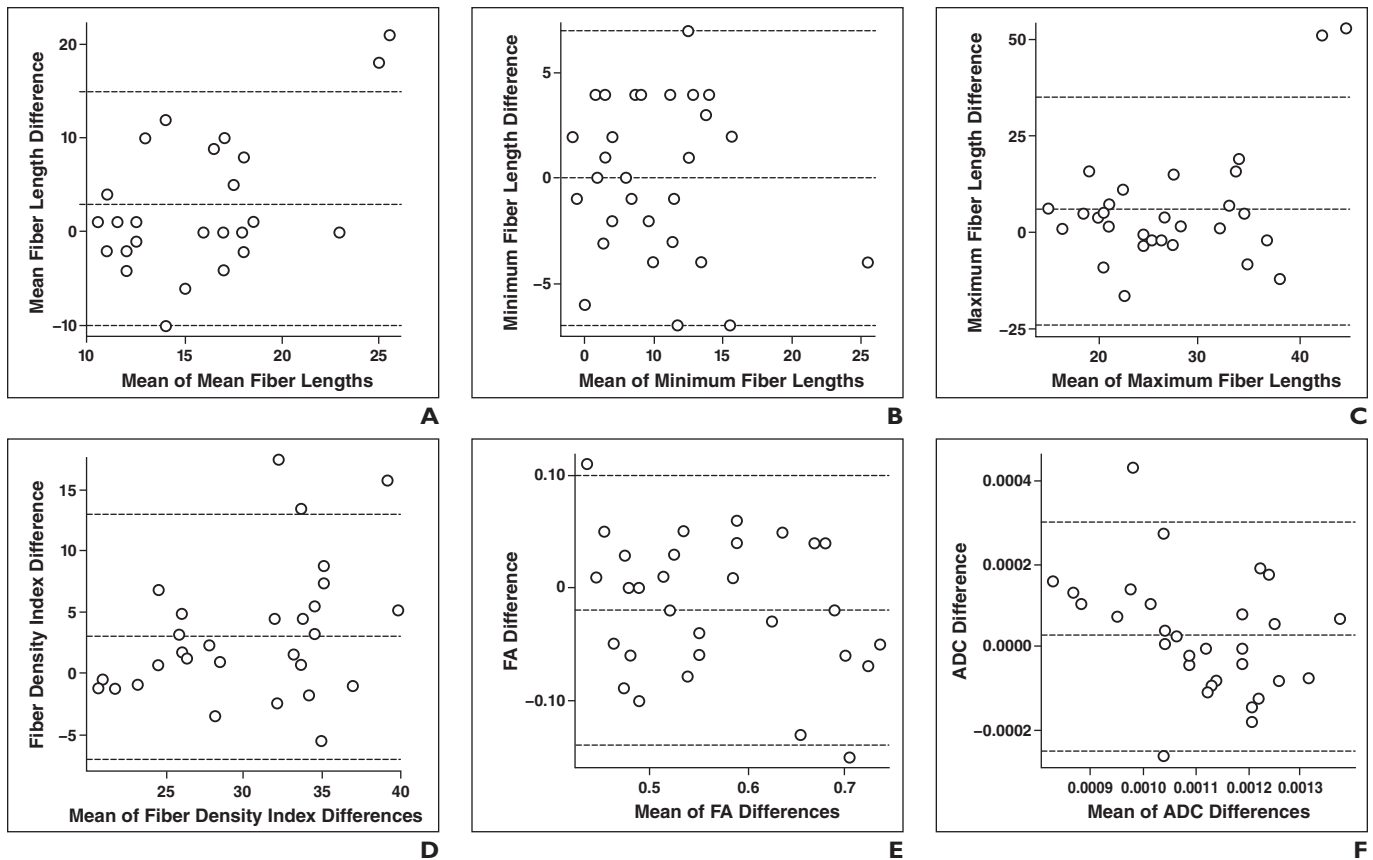 Mean Fiber Length Difference
20
10
0
−10
10
15
20
25
Mean of Mean Fiber Lengths
A
Minimum Fiber Length Difference
5
0
−5
0
10
15
20
25
Mean of Minimum Fiber Lengths
B
Maximum Fiber Length Difference
50
25
0
−25
20
30
40
Mean of Maximum Fiber Lengths
C
Fiber Density Index Difference
15
10
5
0
−5
25
30
35
40
Mean of Fiber Density Index Differences
D
FA Difference
0.10
0
−0.10
0.5
0.6
0.7
Mean of FA Differences
E
ADC Difference
0.0004
0.0002
0.0000
−0.0002
0.0009
0.0010
0.0011
0.0012
0.0013
Mean of ADC Differences
F